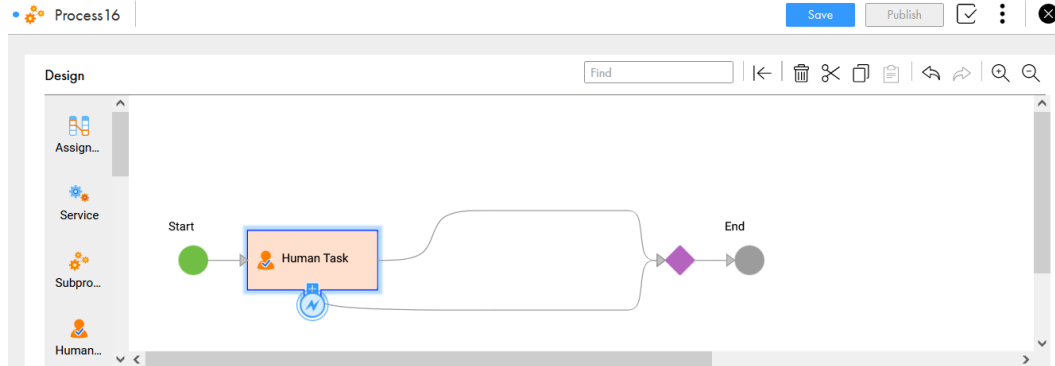 Process16
Save
Publish
Design
Find
Assign...
Service
Subpro...
Human...
Start
Human Task
End